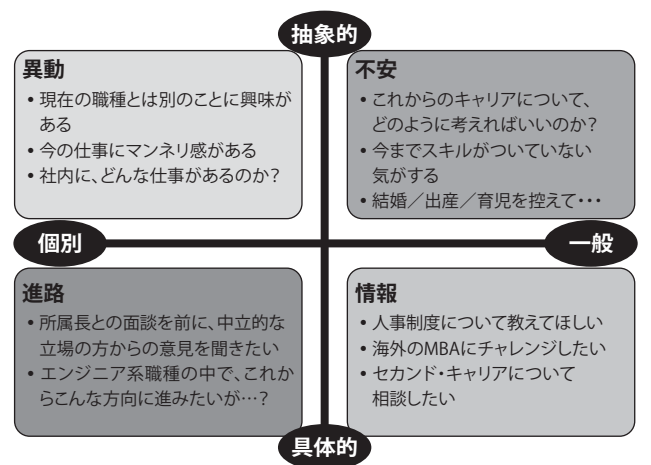 抽象的
異動
• 現在の職種とは別のことに興味が
ある
• 今の仕事にマンネリ感がある
• 社内に、どんな仕事があるのか？
不安
• これからのキャリアについて、
どのように考えればいいのか？
• 今までスキルがついていない
気がする
• 結婚／出産／育児を控えて・・・
個別
一般
進路
• 所属長との面談を前に、中立的な
立場の方からの意見を聞きたい
• エンジニア系職種の中で、これか
らこんな方向に進みたいが…？
情報
• 人事制度について教えてほしい
• 海外のMBAにチャレンジしたい
• セカンド・キャリアについて
相談したい
具体的